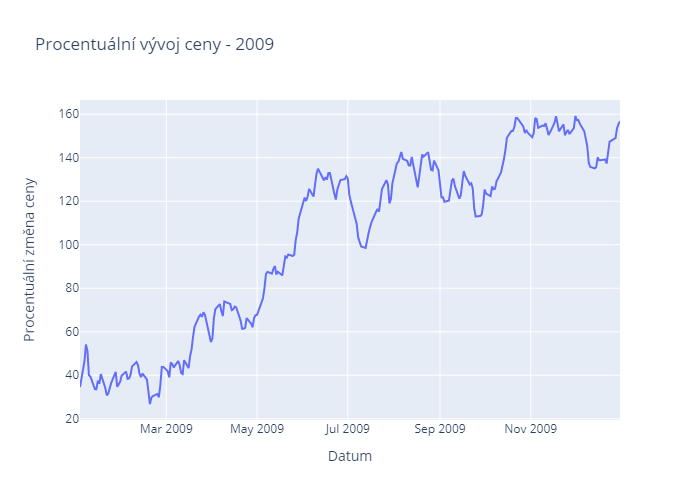 Procentuální vývoj ceny - 2009
160
140
120
100
80
60
40
20
Procentuální změna ceny
Mar 2009
May 2009
Jul 2009
Sep 2009
Nov 2009
Datum